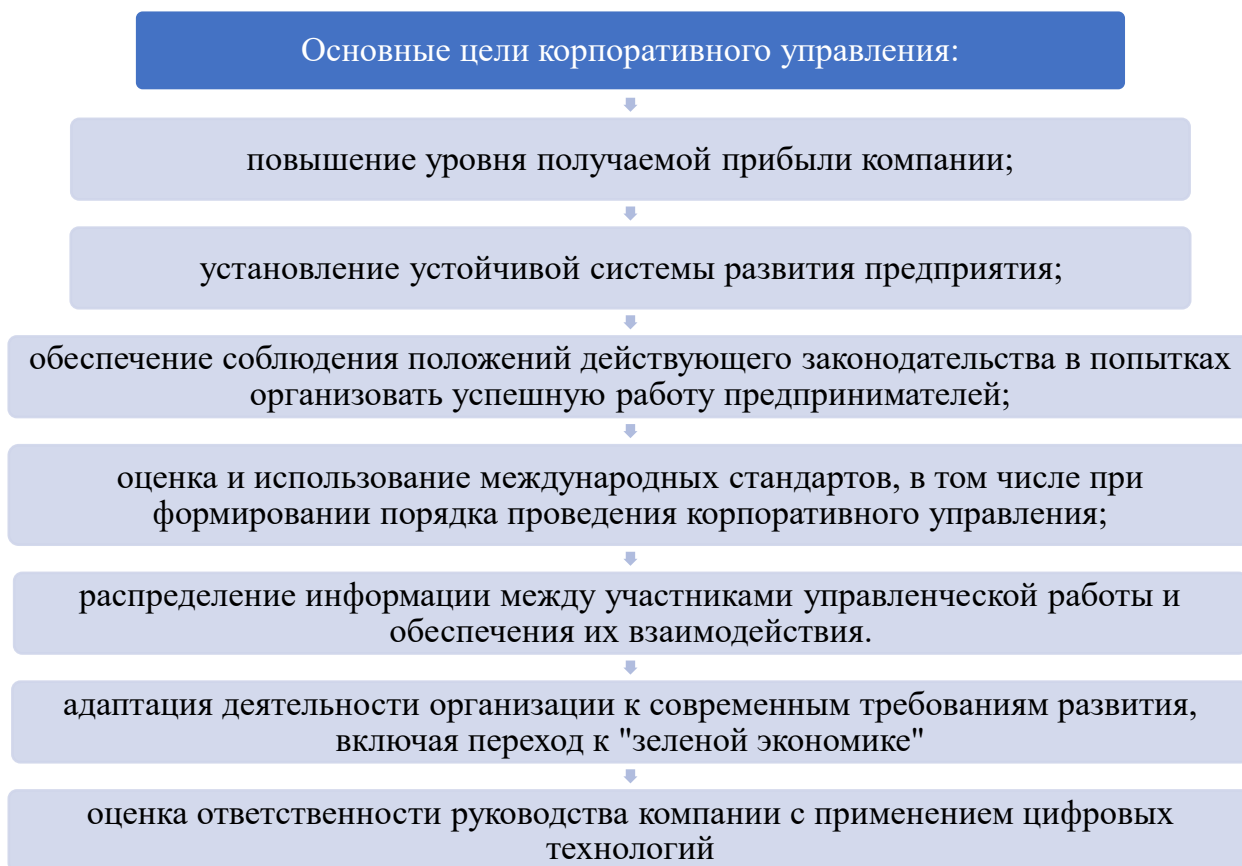 Основные цели корпоративного управления:
повышение уровня получаемой прибыли компании;
установление устойчивой системы развития предприятия;
обеспечение соблюдения положений действующего законодательства в попытках
организовать успешную работу предпринимателей;
оценка и использование международных стандартов, в том числе при
формировании порядка проведения корпоративного управления;
распределение информации между участниками управленческой работы и
обеспечения их взаимодействия.
адаптация деятельности организации к современным требованиям развития,
включая переход к "зеленой экономике"
оценка ответственности руководства компании с применением цифровых
технологий